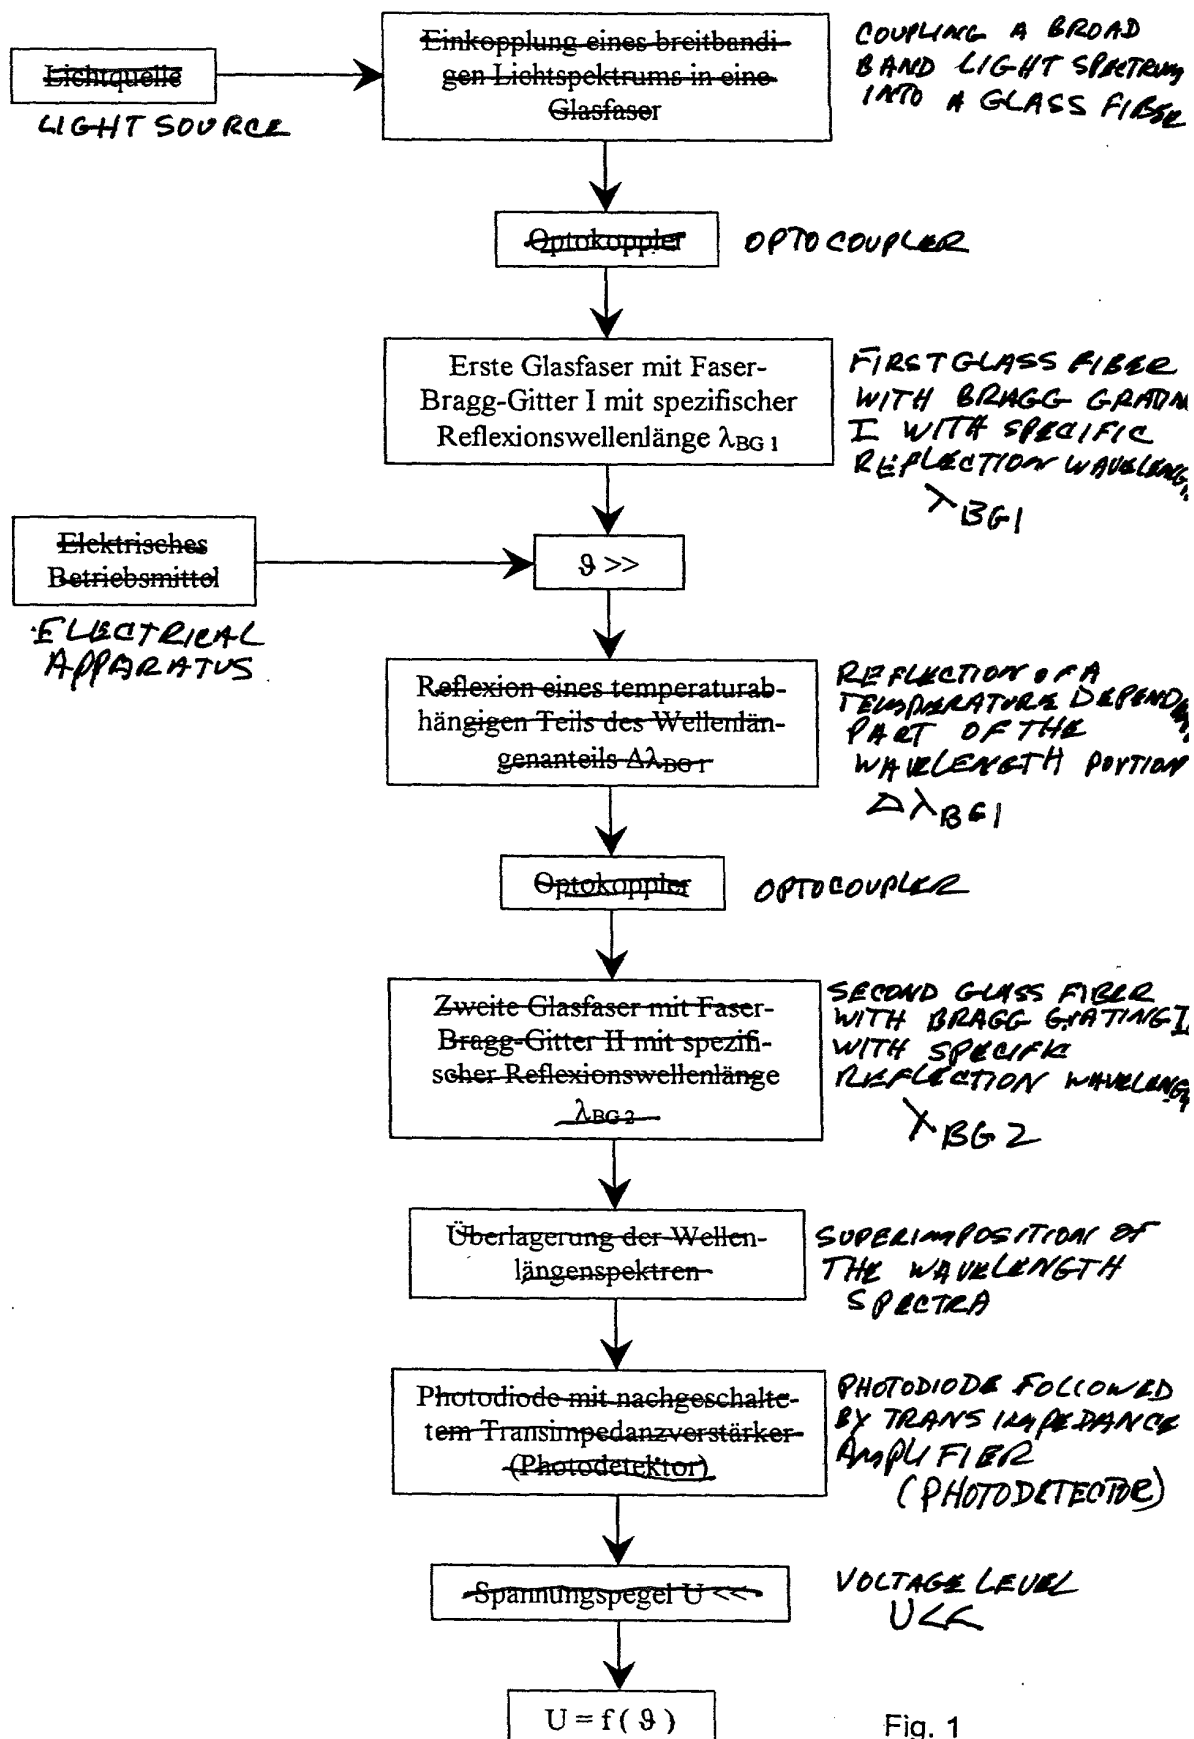 Einkopplung eines breitbandi-
gen Lichtspektrums in eine
Glasfaser
COUPLING A BROAD
BAND LIGHT SPECTRUM
INTO A GLASS FIBER
Lichtquelle
LIGHT SOURCE
Optokoppler
OPTOCOUPLER
Erste Glasfaser mit Faser-
Bragg-Gitter I mit spezifischer
Reflexionswellenlänge λBG 1
FIRST GLASS FIBER
WITH BRAGG GRATIN
I WITH SPECIFIC
REFLECTION WAVELENG
λBG1
Elektrisches
Betriebsmittel
ELECTRICAL
APPARATUS
ϑ >>
Reflexion eines temperaturab-
hängigen Teils des Wellenlän-
genanteils ΔλBG 1
REFLECTION OF A
TEMPERATURE DEPENDENT
PART OF THE
WAVELENGTH PORTION
ΔλBG1
Optokoppler
OPTOCOUPLER
Zweite Glasfaser mit Faser-
Bragg-Gitter II mit spezifi-
scher Reflexionswellenlänge
λBG 2
SECOND GLASS FIBER
WITH BRAGG GRATING II
WITH SPECIFIC
REFLECTION WAVELENG
λBG2
Überlagerung der Wellen-
längenspektren
SUPERIMPOSITION OF
THE WAVELENGTH
SPECTRA
Photodiode mit nachgeschalte-
tem Transimpedanzverstärker
(Photodetektor)
PHOTODIODE FOLLOWED
BY TRANSIMPEDANCE
AMPLIFIER
(PHOTODETECTOR)
Spannungspegel U <<
VOLTAGE LEVEL
U<<
U = f ( ϑ )
Fig. 1